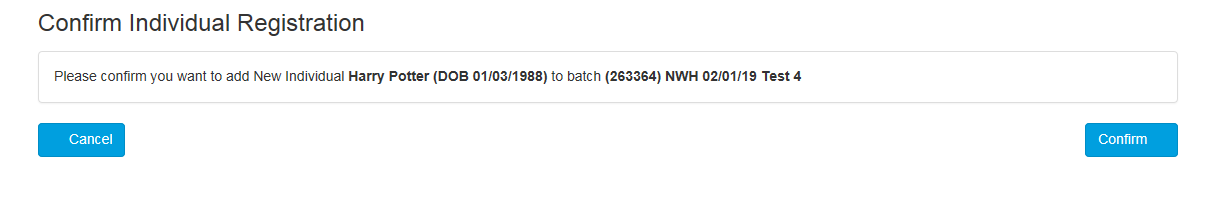 Confirm Individual Registration
Please confirm you want to add New Individual Harry Potter (DOB 01/03/1988) to batch (263364) NWH 02/01/19 Test 4
Cancel
Confirm